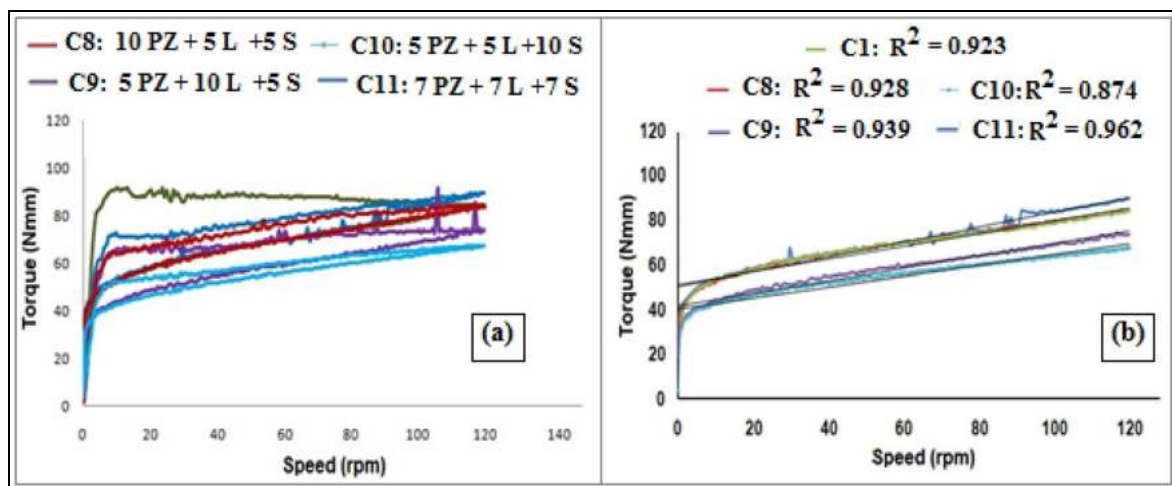 C8: 10 PZ + 5 L +5 S
C10: 5 PZ + 5 L +10 S
C9: 5 PZ + 10 L +5 S
C11: 7 PZ + 7 L +7 S
Torque (Nmm)
120
100
80
60
40
20
0
0 20 40 60 80 100 120 140
Speed (rpm)
(a)
C1: R² = 0.923
C8: R² = 0.928
C10: R² = 0.874
C9: R² = 0.939
C11: R² = 0.962
Torque (Nmm)
120
100
80
60
40
20
0
0 20 40 60 80 100 120
Speed (rpm)
(b)